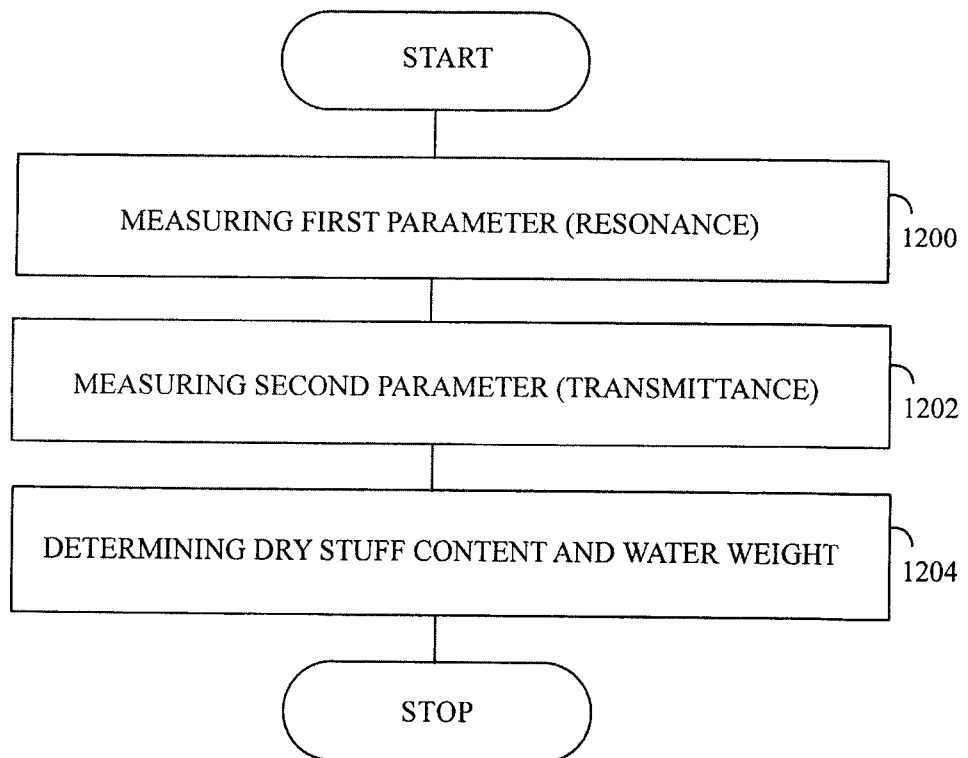 START
MEASURING FIRST PARAMETER (RESONANCE)
1200
MEASURING SECOND PARAMETER (TRANSMITTANCE)
1202
DETERMINING DRY STUFF CONTENT AND WATER WEIGHT
1204
STOP